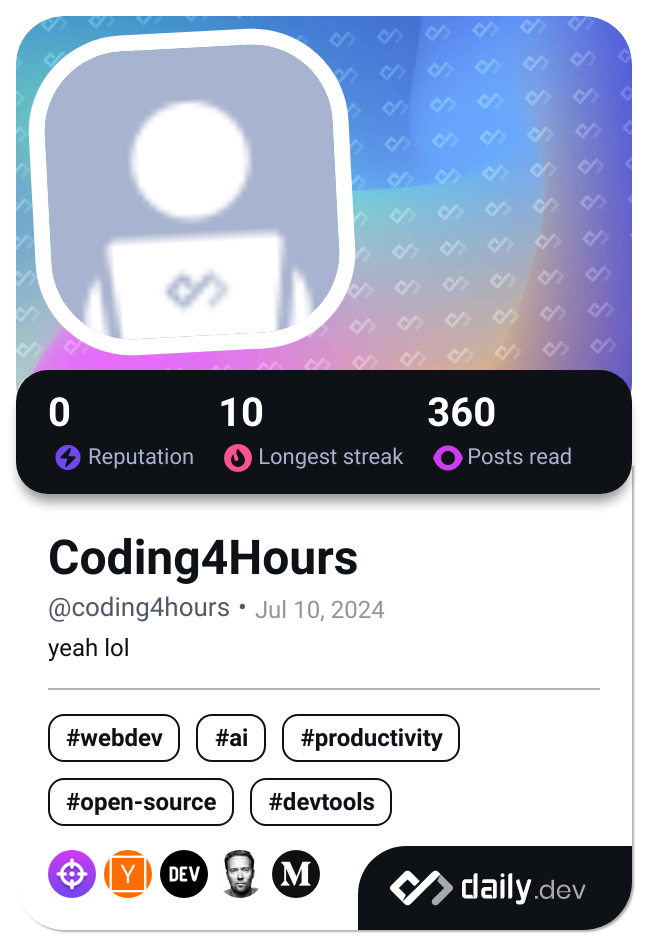 0 10 360
Reputation Longest streak Posts read
Coding4Hours
@coding4hours • Jul 10, 2024
yeah lol
#webdev #ai #productivity
#open-source #devtools
Y DEV M daily.dev